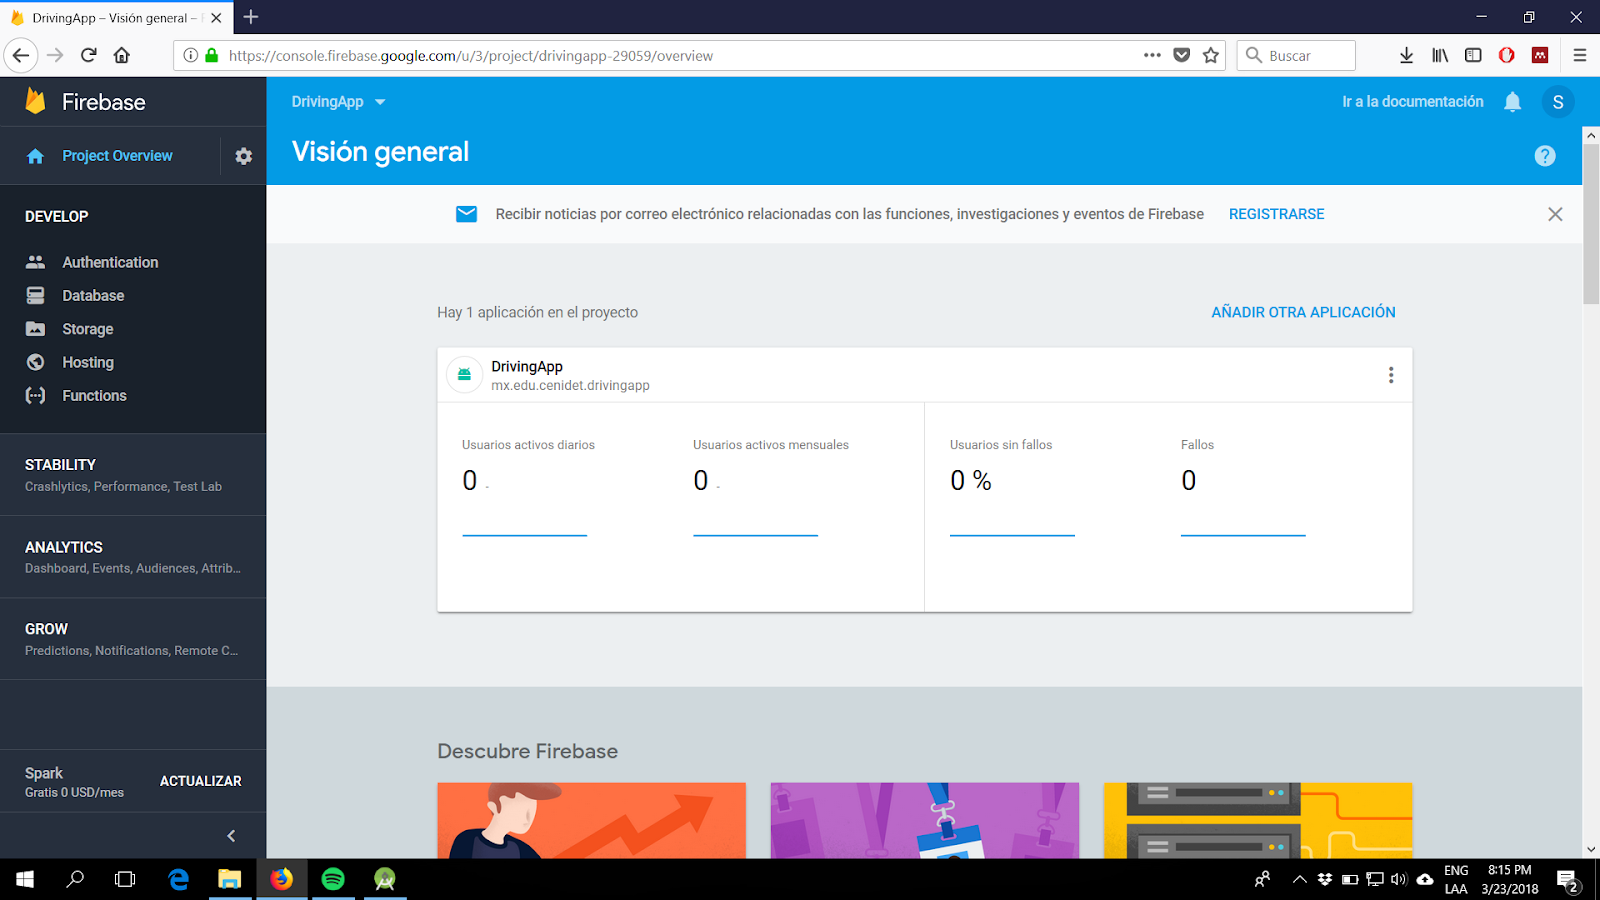 DrivingApp – Visión general –
https://console.firebase.google.com/u/3/project/drivingapp-29059/overview
Buscar
Firebase
DrivingApp
Ir a la documentación
S
Project Overview
Visión general
?
DEVELOP
Authentication
Database
Storage
Hosting
Functions
STABILITY
Crashlytics, Performance, Test Lab
ANALYTICS
Dashboard, Events, Audiences, Attrib...
GROW
Predictions, Notifications, Remote C...
Spark
Gratis 0 USD/mes
ACTUALIZAR
Recibir noticias por correo electrónico relacionadas con las funciones, investigaciones y eventos de Firebase
REGISTRARSE
Hay 1 aplicación en el proyecto
AÑADIR OTRA APLICACIÓN
DrivingApp
mx.edu.cenidet.drivingapp
Usuarios activos diarios
0 -
Usuarios activos mensuales
0 -
Usuarios sin fallos
0 %
Fallos
0
Descubre Firebase
ENG
LAA
8:15 PM
3/23/2018
2